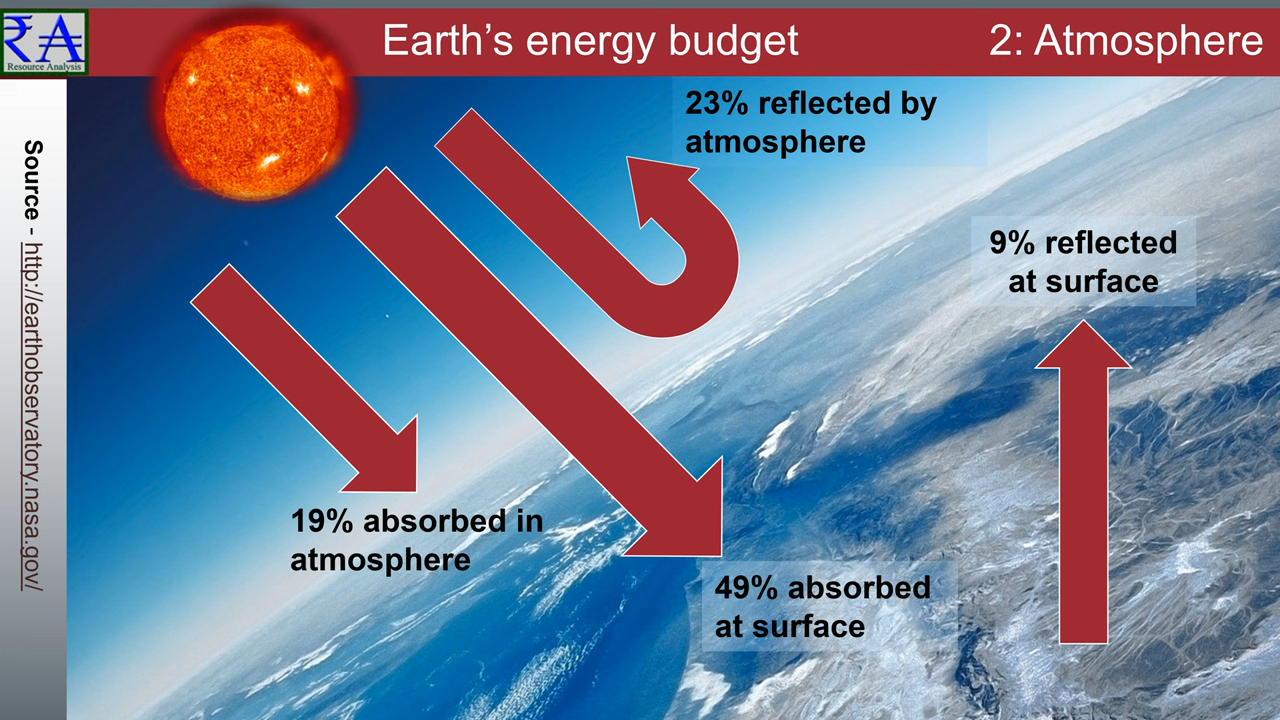 ₹A
Resource Analysis
Earth’s energy budget
2: Atmosphere
Source - http://earthobservatory.nasa.gov/
23% reflected by
atmosphere
9% reflected
at surface
19% absorbed in
atmosphere
49% absorbed
at surface